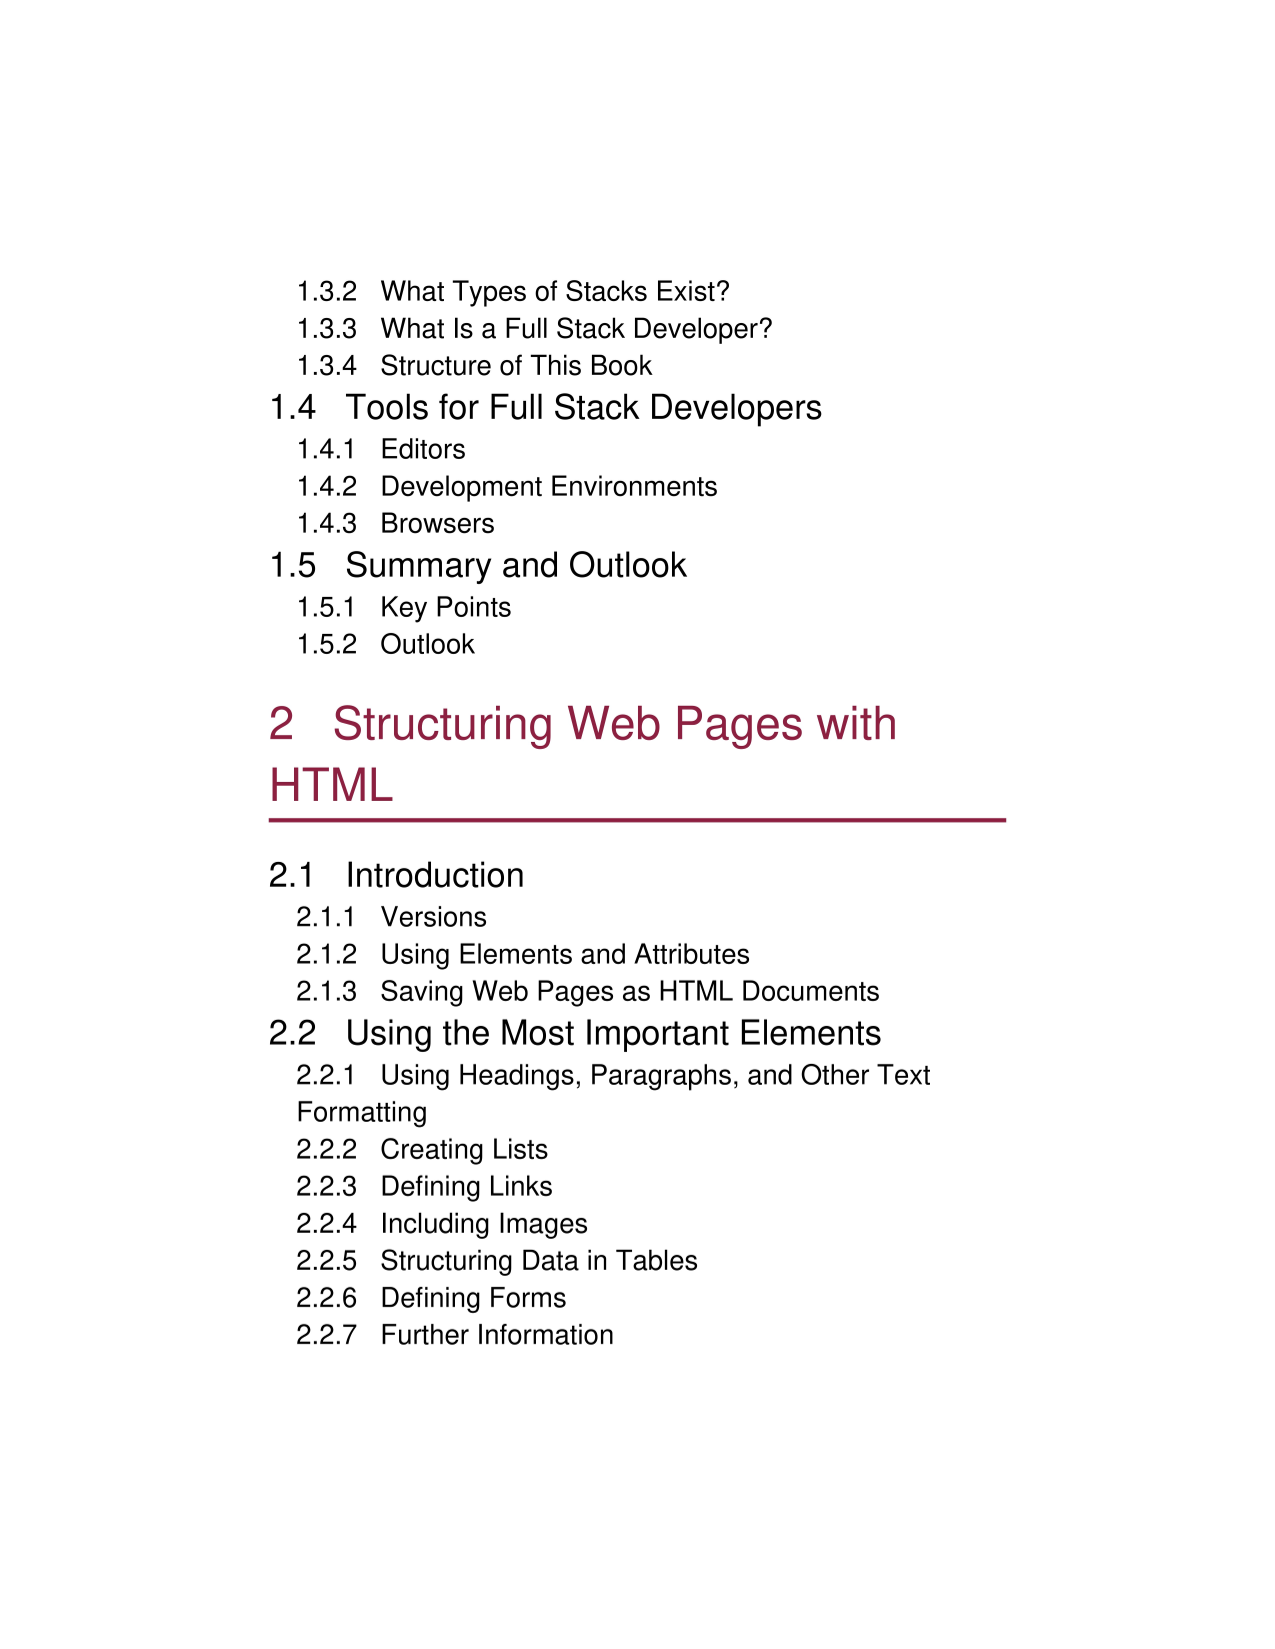 1.3.2 What Types of Stacks Exist?
1.3.3 What Is a Full Stack Developer?
1.3.4 Structure of This Book
1.4 Tools for Full Stack Developers
1.4.1 Editors
1.4.2 Development Environments
1.4.3 Browsers
1.5 Summary and Outlook
1.5.1 Key Points
1.5.2 Outlook
2 Structuring Web Pages with
HTML
2.1 Introduction
2.1.1 Versions
2.1.2 Using Elements and Attributes
2.1.3 Saving Web Pages as HTML Documents
2.2 Using the Most Important Elements
2.2.1 Using Headings, Paragraphs, and Other Text
Formatting
2.2.2 Creating Lists
2.2.3 Defining Links
2.2.4 Including Images
2.2.5 Structuring Data in Tables
2.2.6 Defining Forms
2.2.7 Further Information